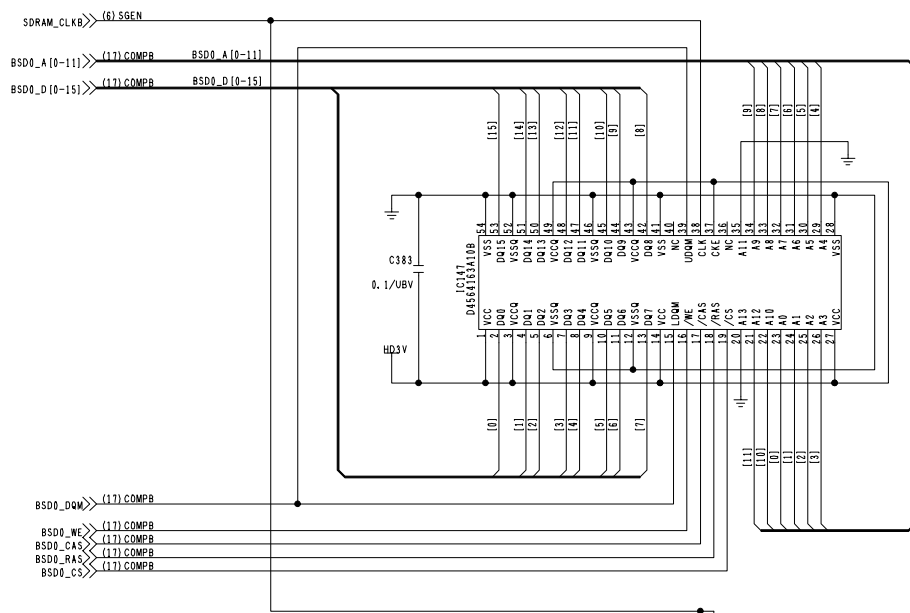 SDRAM_CLKB (6) SGEN
BSD0_A[0-11] (17) COMPB BSD0_A[0-11]
BSD0_D[0-15] (17) COMPB BSD0_D[0-15]
[15] [14] [13] [12] [11] [10] [9] [8] [9] [8] [7] [6] [5] [4]
54 53 52 51 50 49 48 47 46 45 44 43 42 41 40 39 38 37 36 35 34 33 32 31 30 29 28
VSS DQ15 VSSQ DQ14 DQ13 VCCQ DQ12 DQ11 VSSQ DQ10 DQ9 VCCQ DQ8 VSS NC UDQM CLK CKE NC A11 A9 A8 A7 A6 A5 A4 VSS
C383
0.1/UBV
IC147
D4564163A10B
VCC DQ0 VCCQ DQ1 DQ2 VSSQ DQ3 DQ4 VCCQ DQ5 DQ6 VSSQ DQ7 VCC LDQM /WE /CAS /RAS /CS A13 A12 A10 A0 A1 A2 A3 VCC
1 2 3 4 5 6 7 8 9 10 11 12 13 14 15 16 17 18 19 20 21 22 23 24 25 26 27
HD3V
[0] [1] [2] [3] [4] [5] [6] [7] [11] [10] [0] [1] [2] [3]
BSD0_DQM (17) COMPB
BSD0_WE (17) COMPB
BSD0_CAS (17) COMPB
BSD0_RAS (17) COMPB
BSD0_CS (17) COMPB